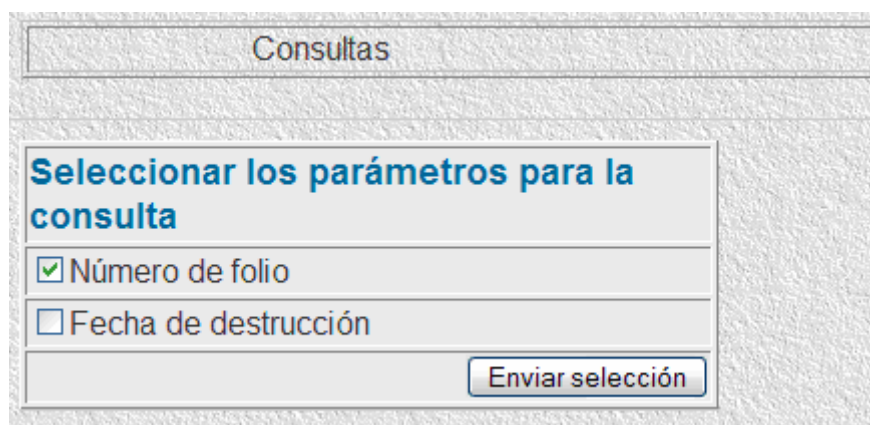 Consultas
Seleccionar los parámetros para la
consulta
Número de folio
Fecha de destrucción
Enviar selección